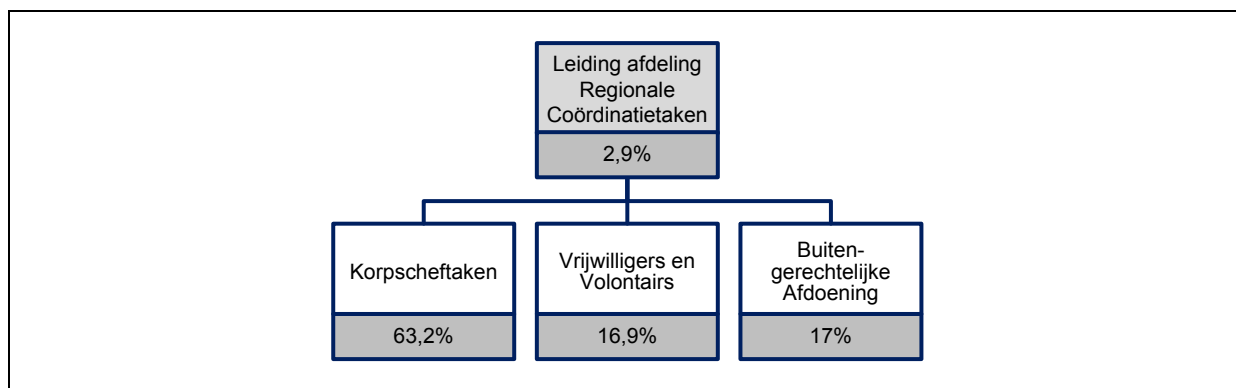 Leiding afdeling
Regionale
Coördinatietaken
2,9%
Korpscheftaken
63,2%
Vrijwilligers en
Volontairs
16,9%
Buiten-
gerechtelijke
Afdoening
17%